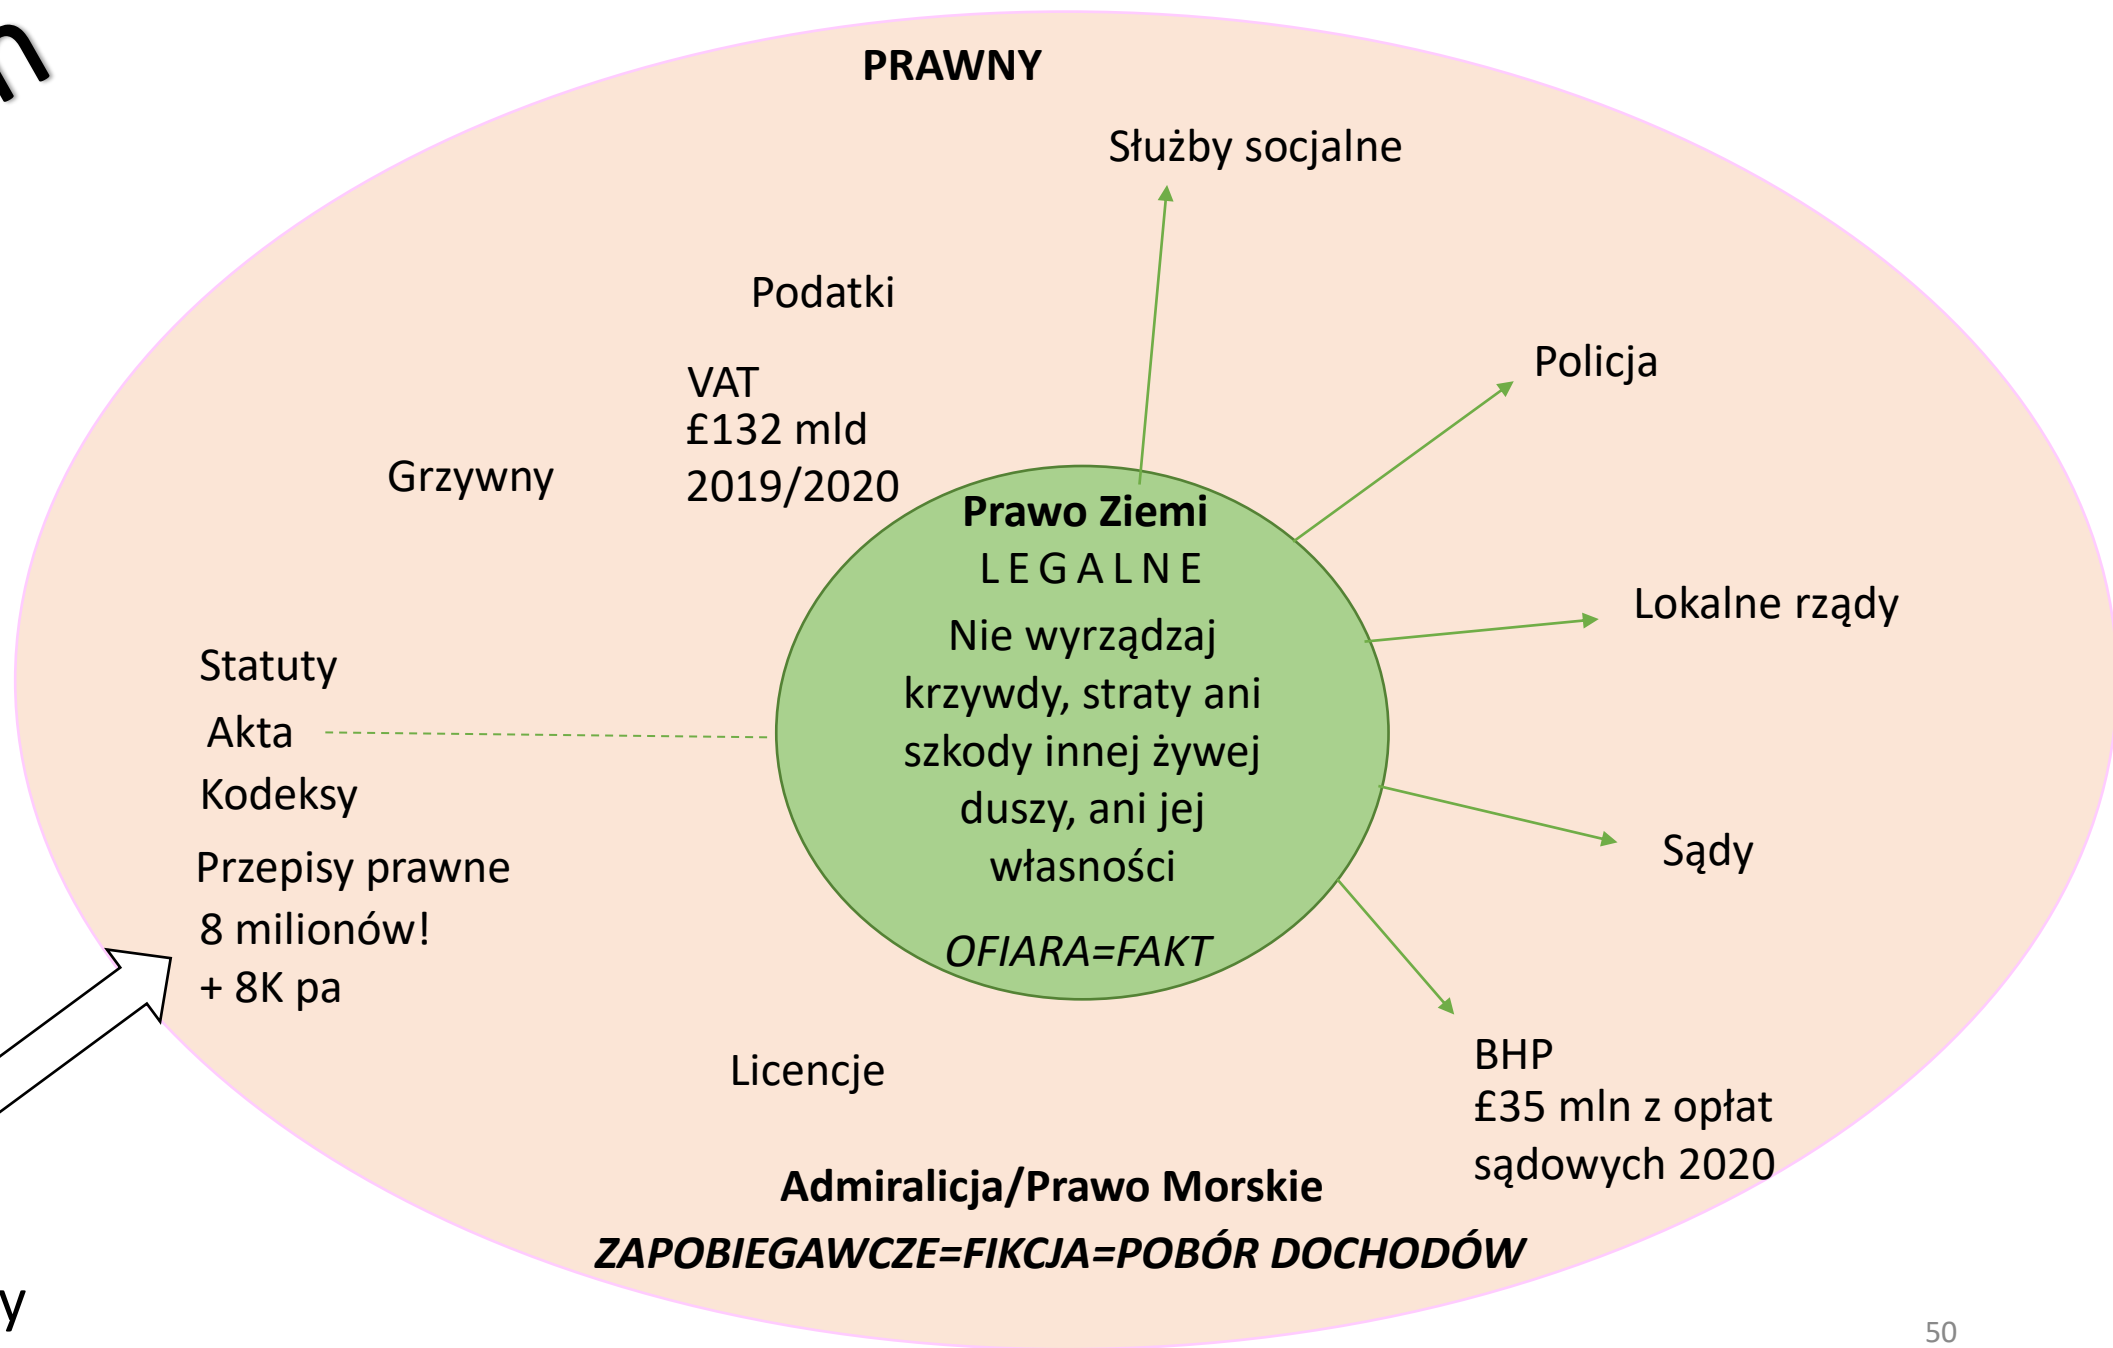 PRAWNY
Służby socjalne
Podatki
Policja
VAT
£132 mld
2019/2020
Grzywny
Prawo Ziemi
LEGALNE
Nie wyrządzaj
krzywdy, straty ani
szkody innej żywej
duszy, ani jej
własności
OFIARA=FAKT
Lokalne rządy
Statuty
Akta
Kodeksy
Przepisy prawne
8 milionów!
+ 8K pa
Sądy
Licencje
BHP
£35 mln z opłat
sądowych 2020
Admiralicja/Prawo Morskie
ZAPOBIEGAWCZE=FIKCJA=POBÓR DOCHODÓW
50